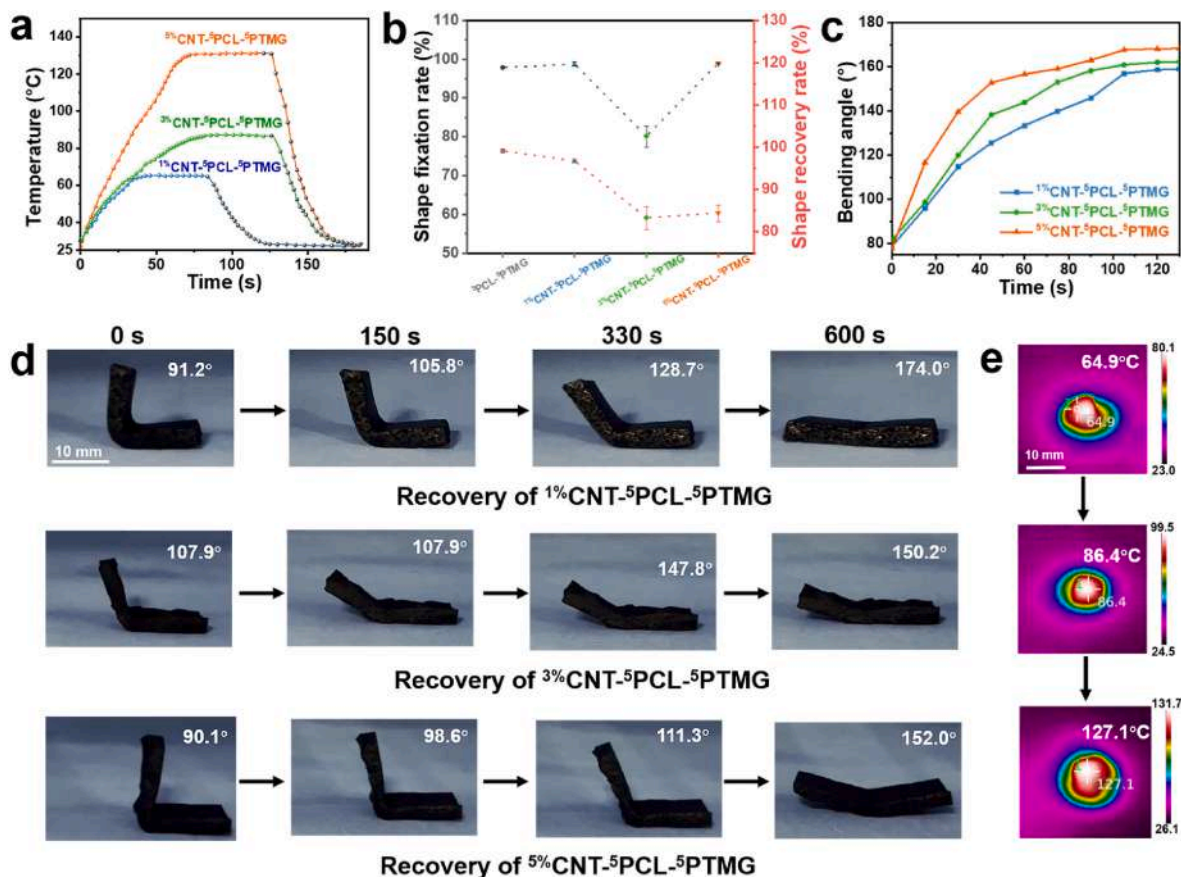 a
Temperature (°C)
140
120
100
80
60
40
25
0
50
100
150
Time (s)
⁵%CNT-⁵PCL-⁵PTMG
³%CNT-⁵PCL-⁵PTMG
¹%CNT-⁵PCL-⁵PTMG
b
Shape fixation rate (%)
110
100
90
80
70
60
50
Shape recovery rate (%)
130
120
110
100
90
80
⁵PCL-⁵PTMG
¹%CNT-⁵PCL-⁵PTMG
³%CNT-⁵PCL-⁵PTMG
⁵%CNT-⁵PCL-⁵PTMG
c
Bending angle (°)
180
160
140
120
100
80
0
20
40
60
80
100
120
Time (s)
¹%CNT-⁵PCL-⁵PTMG
³%CNT-⁵PCL-⁵PTMG
⁵%CNT-⁵PCL-⁵PTMG
d
0 s
150 s
330 s
600 s
91.2°
105.8°
128.7°
174.0°
10 mm
Recovery of ¹%CNT-⁵PCL-⁵PTMG
107.9°
107.9°
147.8°
150.2°
Recovery of ³%CNT-⁵PCL-⁵PTMG
90.1°
98.6°
111.3°
152.0°
Recovery of ⁵%CNT-⁵PCL-⁵PTMG
e
64.9°C
80.1
64.9
10 mm
23.0
86.4°C
99.5
86.4
24.5
127.1°C
131.7
127.1
26.1